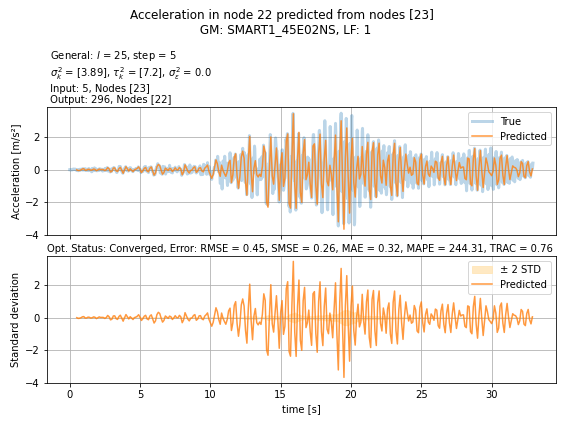 Acceleration in node 22 predicted from nodes [23]
GM: SMART1_45E02NS, LF: 1
General: l = 25, step = 5
σ²ₖ = [3.89], τ²ₖ = [7.2], σ²ε = 0.0
Input: 5, Nodes [23]
Output: 296, Nodes [22]
True
Predicted
Acceleration [m/s²]
2
0
−2
−4
Opt. Status: Converged, Error: RMSE = 0.45, SMSE = 0.26, MAE = 0.32, MAPE = 244.31, TRAC = 0.76
± 2 STD
Predicted
Standard deviation
2
0
−2
−4
0 5 10 15 20 25 30
time [s]